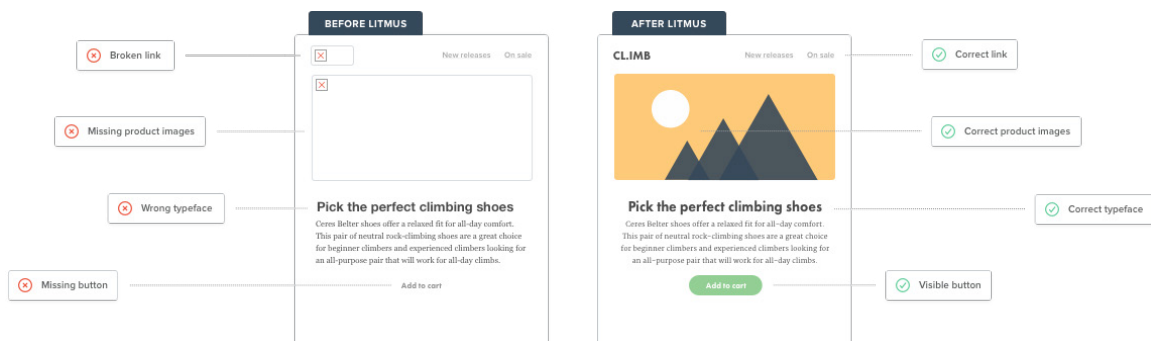 BEFORE LITMUS
Broken link
New releases On sale
Missing product images
Wrong typeface
Pick the perfect climbing shoes
Ceres Belter shoes offer a relaxed fit for all-day comfort.
This pair of neutral rock-climbing shoes are a great choice
for beginner climbers and experienced climbers looking for
an all-purpose pair that will work for all-day climbs.
Missing button
Add to cart
AFTER LITMUS
CL.IMB
New releases On sale
Correct link
Correct product images
Pick the perfect climbing shoes
Correct typeface
Ceres Belter shoes offer a relaxed fit for all-day comfort.
This pair of neutral rock-climbing shoes are a great choice
for beginner climbers and experienced climbers looking for
an all-purpose pair that will work for all-day climbs.
Add to cart
Visible button